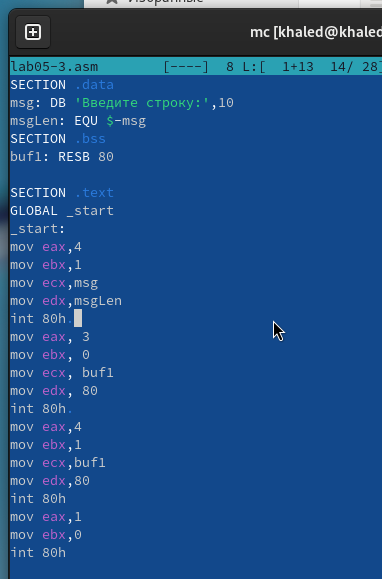 Избранные
mc [khaled@khaled
lab05-3.asm [----] 8 L:[ 1+13 14/ 28]
SECTION .data
msg: DB 'Введите строку:',10
msgLen: EQU $-msg
SECTION .bss
buf1: RESB 80
SECTION .text
GLOBAL _start
_start:
mov eax,4
mov ebx,1
mov ecx,msg
mov edx,msgLen
int 80h
mov eax, 3
mov ebx, 0
mov ecx, buf1
mov edx, 80
int 80h
mov eax,4
mov ebx,1
mov ecx,buf1
mov edx,80
int 80h
mov eax,1
mov ebx,0
int 80h